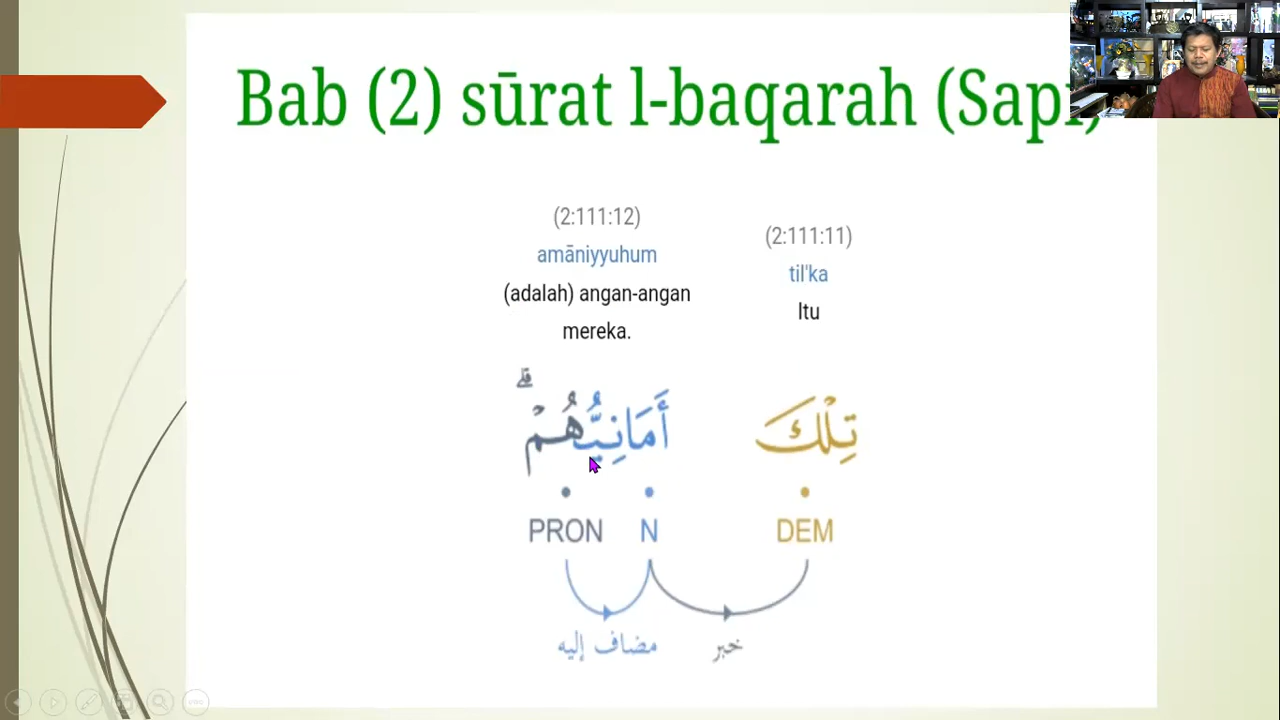 Bab (2) sūrat l-baqarah (Sapi)
(2:111:12)
amāniyyuhum
(adalah) angan-angan
mereka.
(2:111:11)
til'ka
Itu
تِلْكَ أَمَانِيُّهُمْ ۗ
PRON N DEM
مضاف إليه
خبر